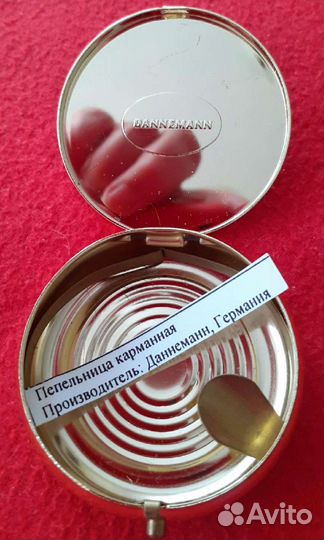 DANNEMANN
Пепельница карманная
Производитель: Даннеманн, Германия
Avito